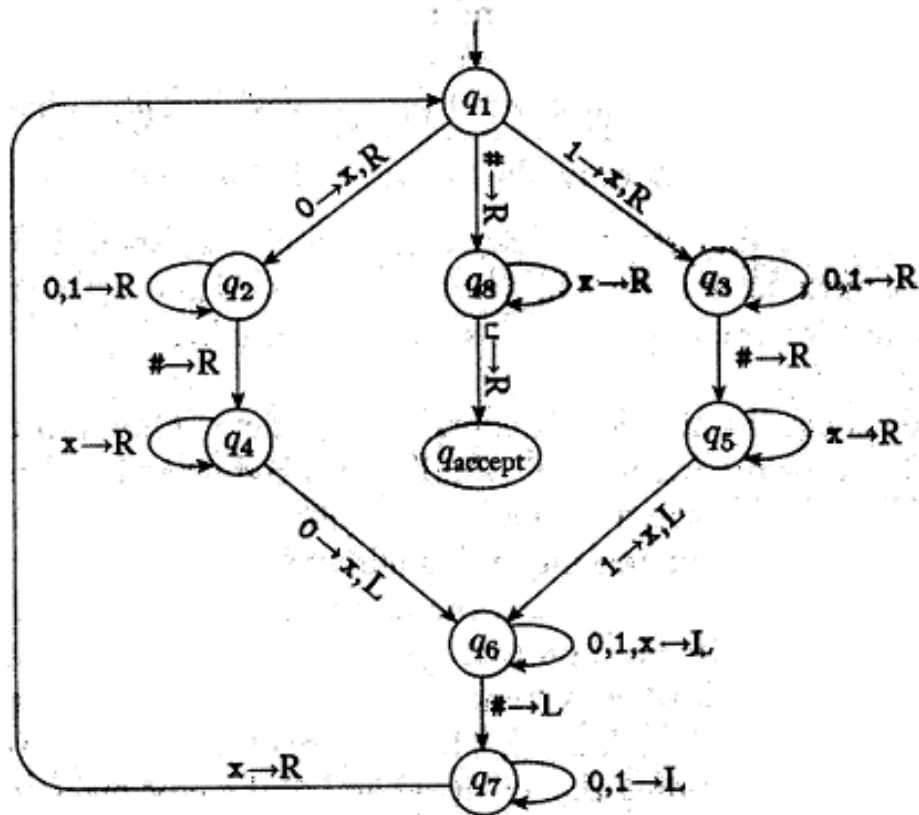 q1
0→x,R
#→R
1→x,R
0,1→R
q2
q8
x→R
q3
0,1→R
#→R
⊔→R
#→R
x→R
q4
qaccept
q5
x→R
0→x,L
1→x,L
q6
0,1,x→L
#→L
x→R
q7
0,1→L